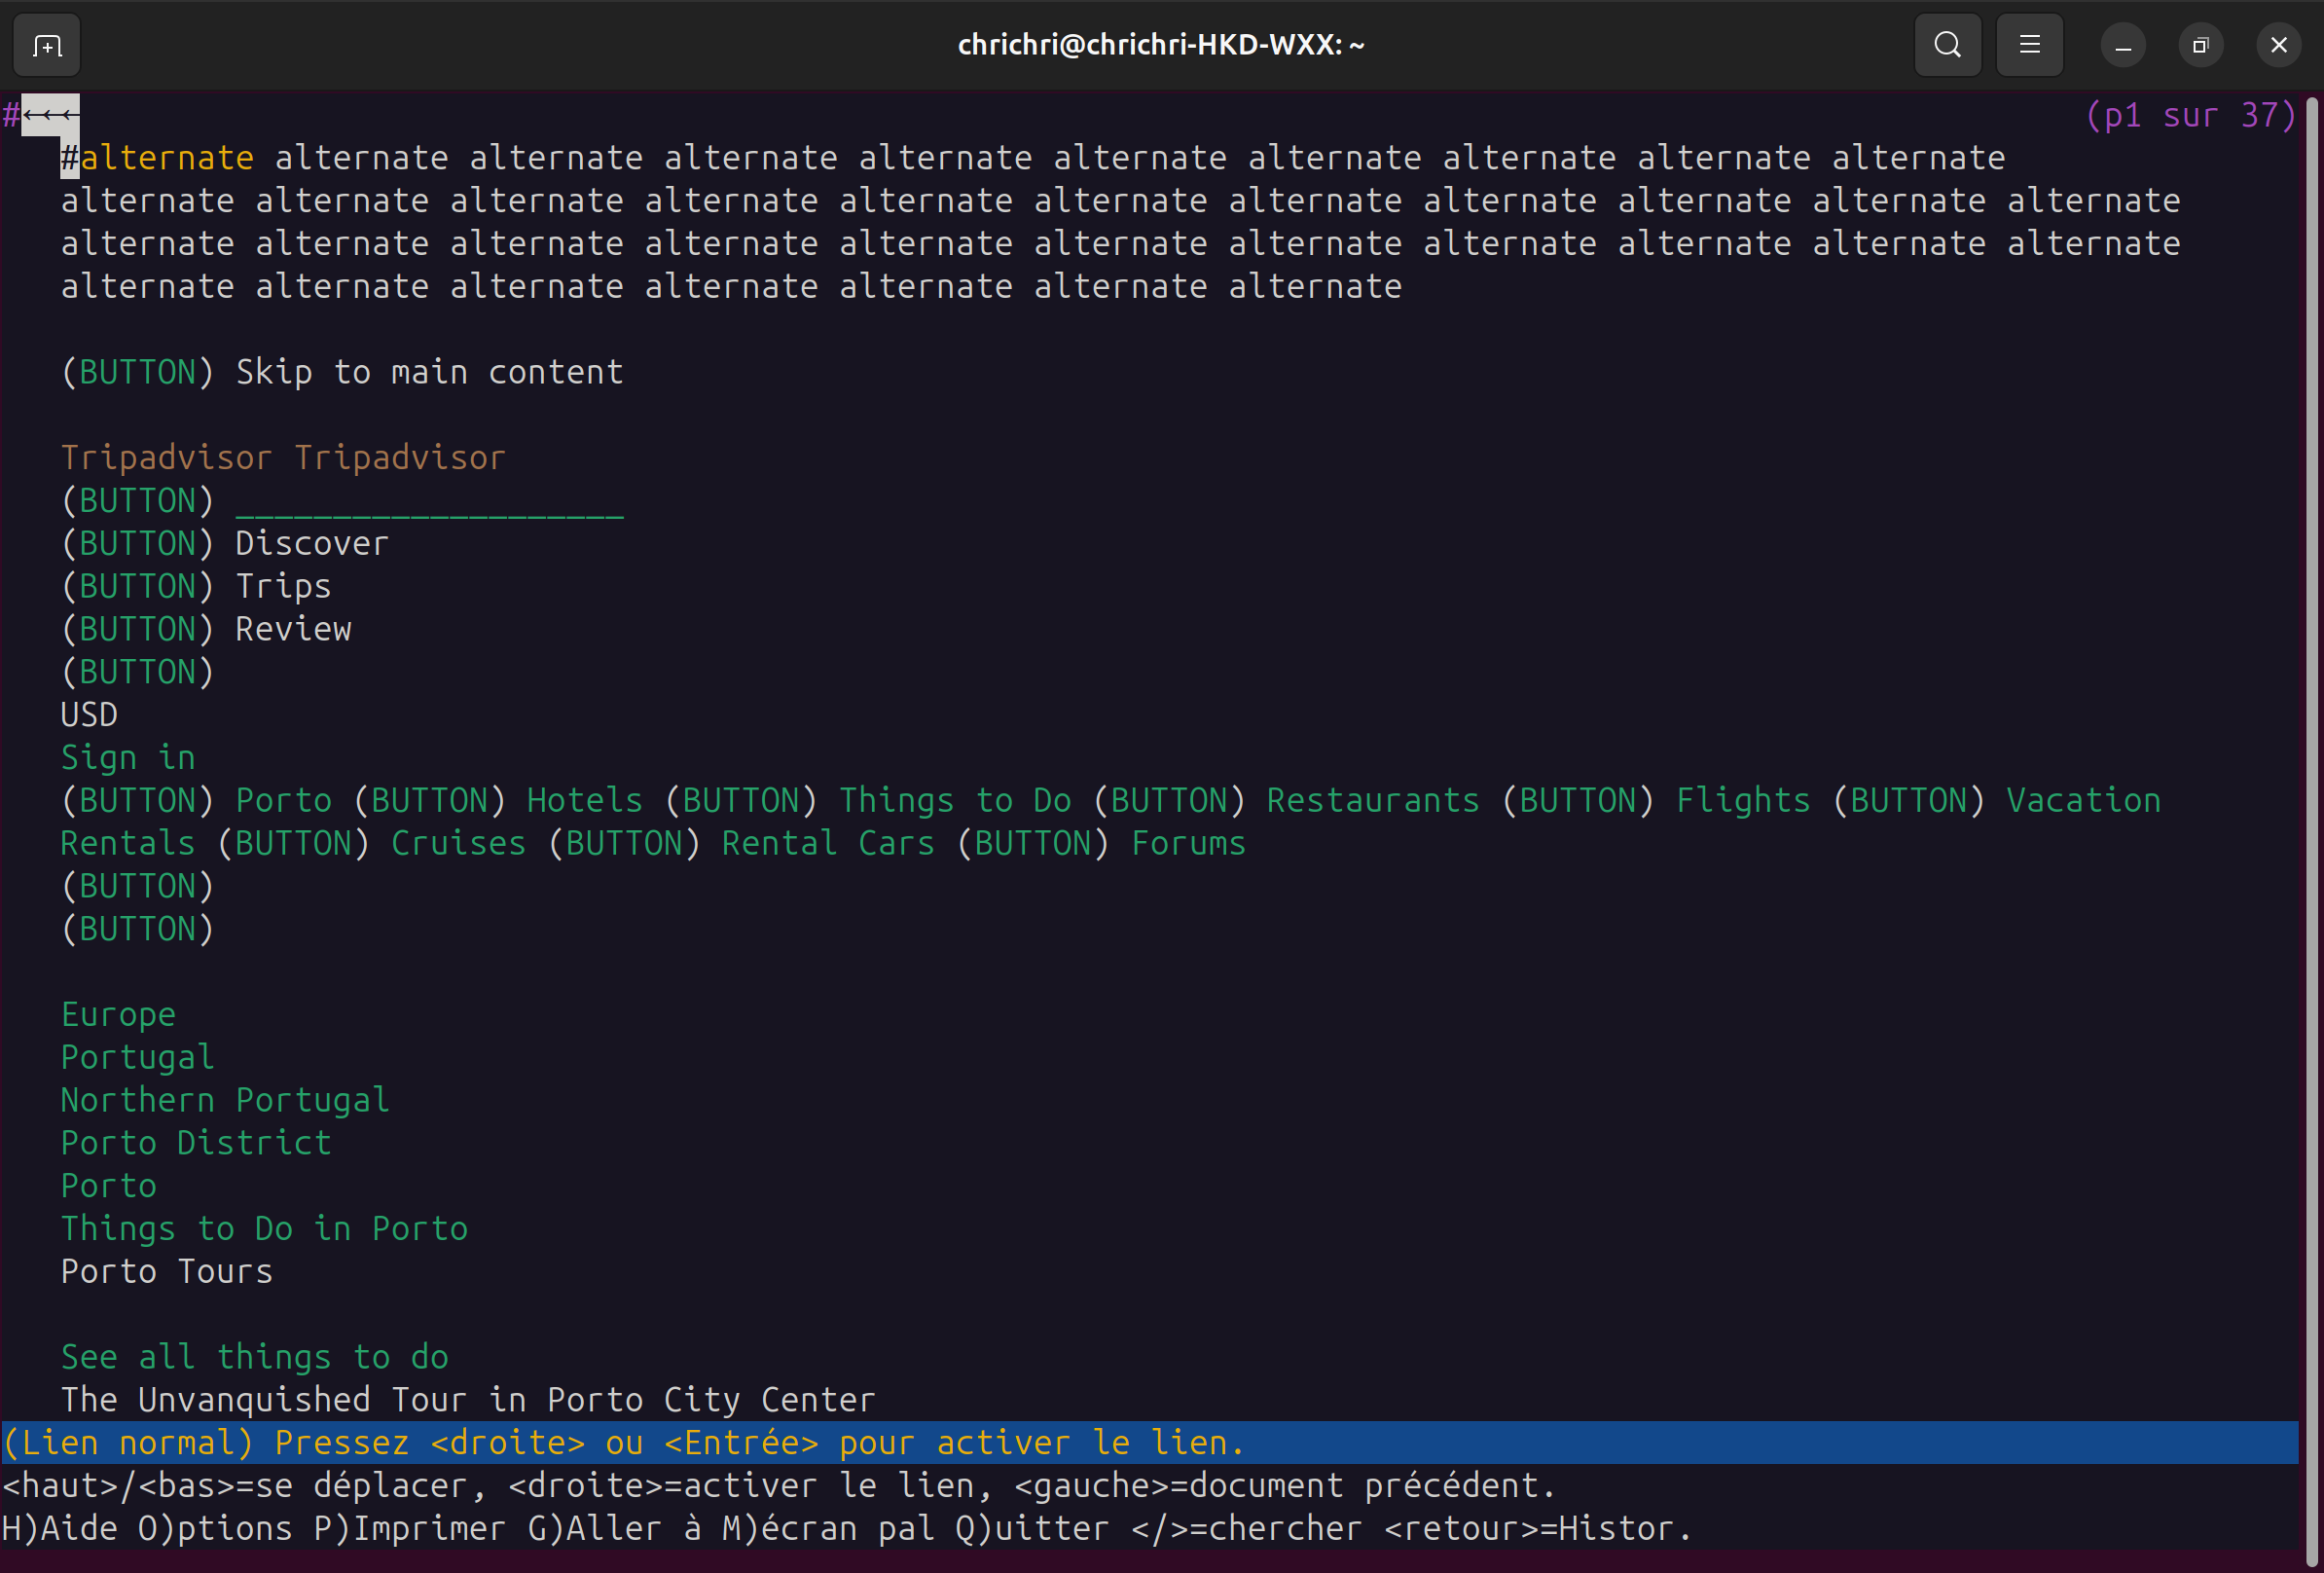 chrichri@chrichri-HKD-WXX: ~
#←←← (p1 sur 37)
#alternate alternate alternate alternate alternate alternate alternate alternate alternate alternate
alternate alternate alternate alternate alternate alternate alternate alternate alternate alternate alternate
alternate alternate alternate alternate alternate alternate alternate alternate alternate alternate alternate
alternate alternate alternate alternate alternate alternate alternate
(BUTTON) Skip to main content
Tripadvisor Tripadvisor
(BUTTON) ____________________
(BUTTON) Discover
(BUTTON) Trips
(BUTTON) Review
(BUTTON)
USD
Sign in
(BUTTON) Porto (BUTTON) Hotels (BUTTON) Things to Do (BUTTON) Restaurants (BUTTON) Flights (BUTTON) Vacation
Rentals (BUTTON) Cruises (BUTTON) Rental Cars (BUTTON) Forums
(BUTTON)
(BUTTON)
Europe
Portugal
Northern Portugal
Porto District
Porto
Things to Do in Porto
Porto Tours
See all things to do
The Unvanquished Tour in Porto City Center
(Lien normal) Pressez <droite> ou <Entrée> pour activer le lien.
<haut>/<bas>=se déplacer, <droite>=activer le lien, <gauche>=document précédent.
H)Aide O)ptions P)Imprimer G)Aller à M)écran pal Q)uitter </>=chercher <retour>=Histor.